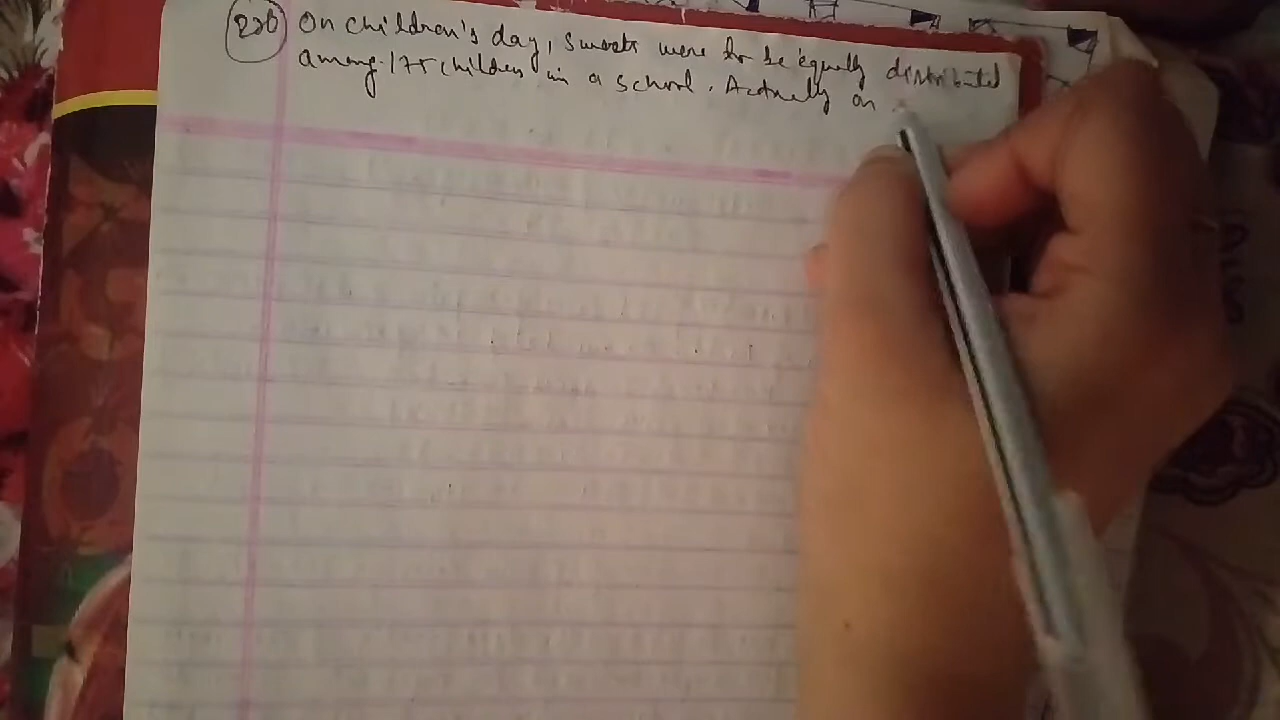 220 On children's day, sweets were to be equally distributed
among 175 children in a school. Actually on